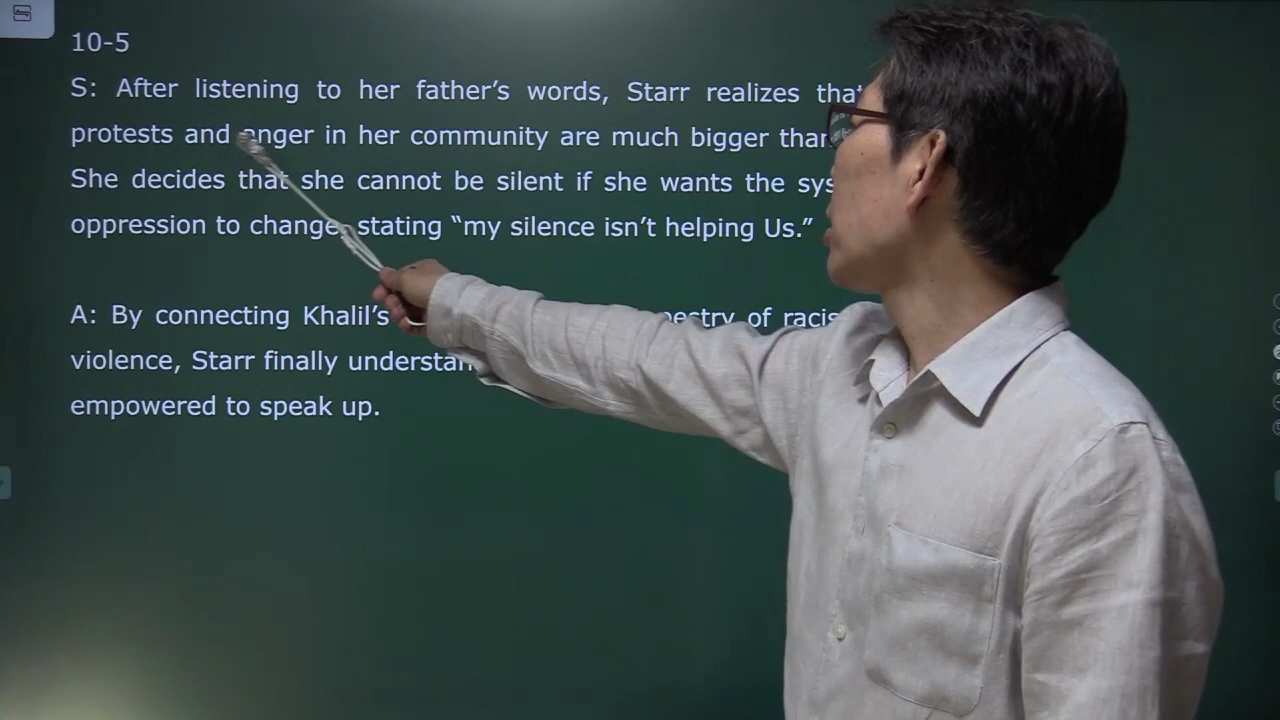 10-5
S: After listening to her father’s words, Starr realizes that
protests and anger in her community are much bigger than
She decides that she cannot be silent if she wants the
oppression to change, stating “my silence isn’t helping Us.”
A: By connecting Khalil’s of
violence, Starr finally
empowered to speak up.